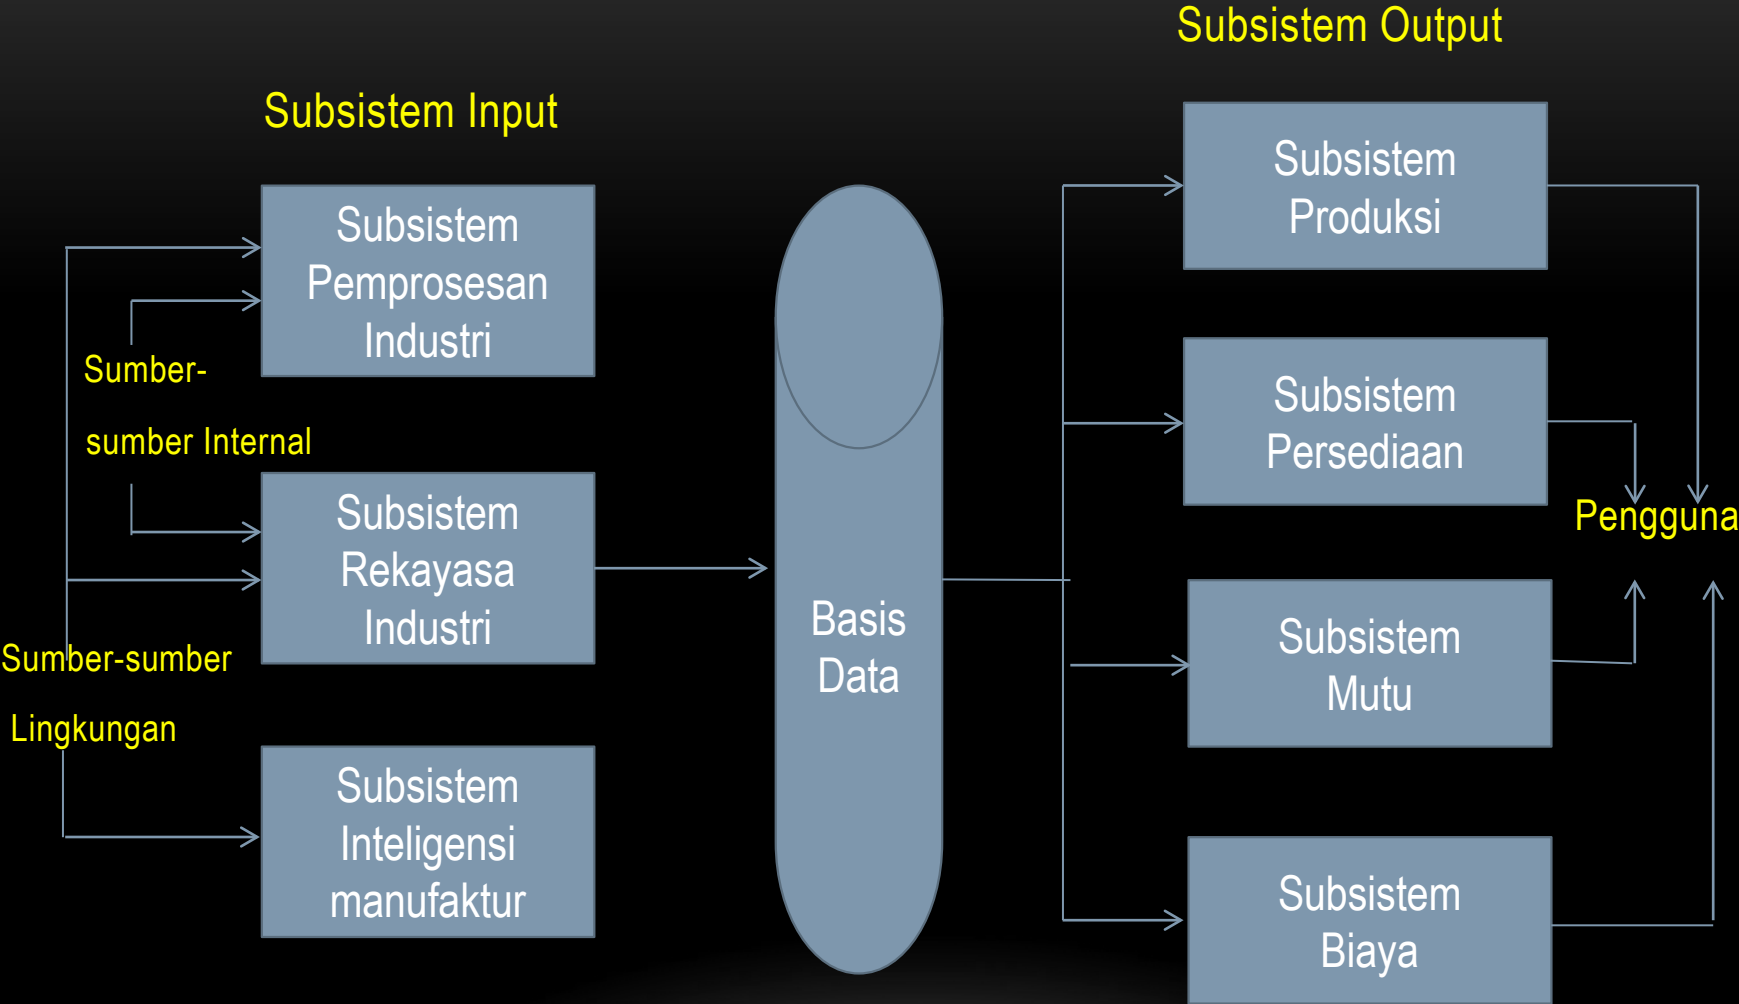 Subsistem Output
Subsistem Input
Subsistem
Pemprosesan
Industri
Sumber-
sumber Internal
Subsistem
Rekayasa
Industri
Sumber-sumber
Lingkungan
Subsistem
Inteligensi
manufaktur
Basis
Data
Subsistem
Produksi
Subsistem
Persediaan
Pengguna
Subsistem
Mutu
Subsistem
Biaya